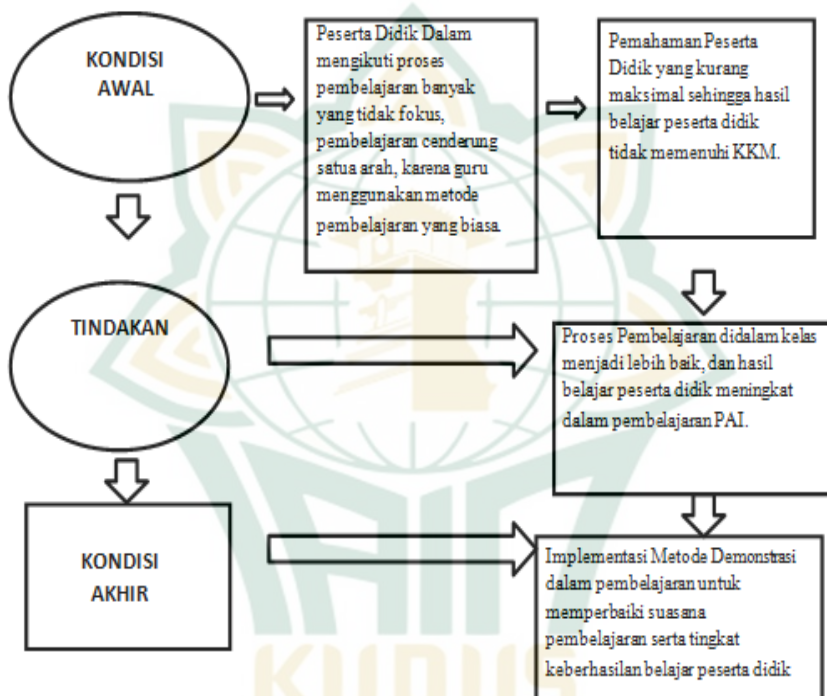 KONDISI
AWAL
Peserta Didik Dalam
mengikuti proses
pembelajaran banyak
yang tidak fokus,
pembelajaran cenderung
satua arah, karena guru
menggunakan metode
pembelajaran yang biasa.
Pemahaman Peserta
Didik yang kurang
maksimal sehingga hasil
belajar peserta didik
tidak memenuhi KKM.
TINDAKAN
Proses Pembelajaran didalam kelas
menjadi lebih baik, dan hasil
belajar peserta didik meningkat
dalam pembelajaran PAI.
KONDISI
AKHIR
Implementasi Metode Demonstrasi
dalam pembelajaran untuk
memperbaiki suasana
pembelajaran serta tingkat
keberhasilan belajar peserta didik
IAIN
KUDUS